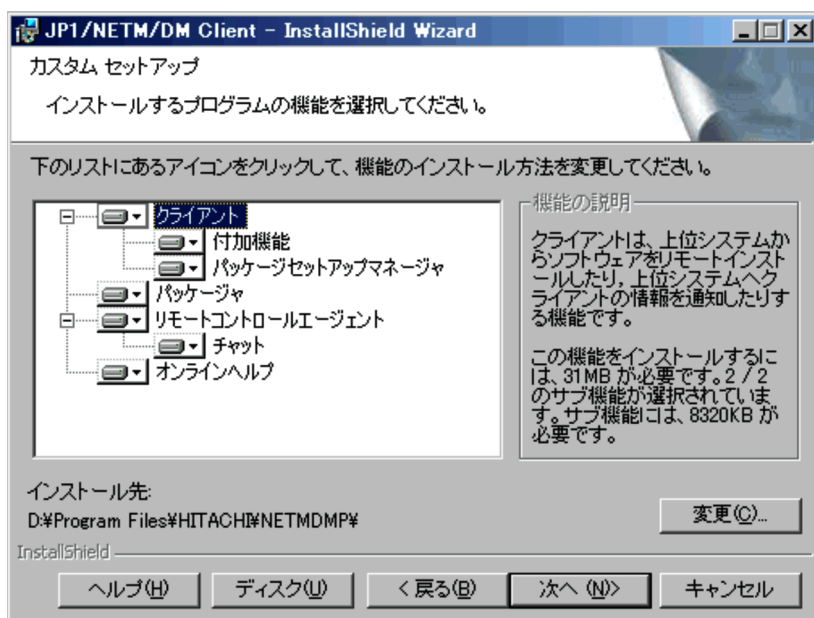 JP1/NETM/DM Client - InstallShield Wizard
カスタム セットアップ
インストールするプログラムの機能を選択してください。
下のリストにあるアイコンをクリックして、機能のインストール方法を変更してください。
クライアント
付加機能
パッケージセットアップマネージャ
パッケージャ
リモートコントロールエージェント
チャット
オンラインヘルプ
機能の説明
クライアントは、上位システムか
らソフトウェアをリモートインスト
ールしたり，上位システムへク
ライアントの情報を通知したりす
る機能です。
この機能をインストールするに
は、31MB が必要です。2 / 2
のサブ機能が選択されていま
す。サブ機能には、8320KB が
必要です。
インストール先:
D:¥Program Files¥HITACHI¥NETMDMP¥
変更(C)...
InstallShield
ヘルプ(H)
ディスク(U)
< 戻る(B)
次へ (N)>
キャンセル